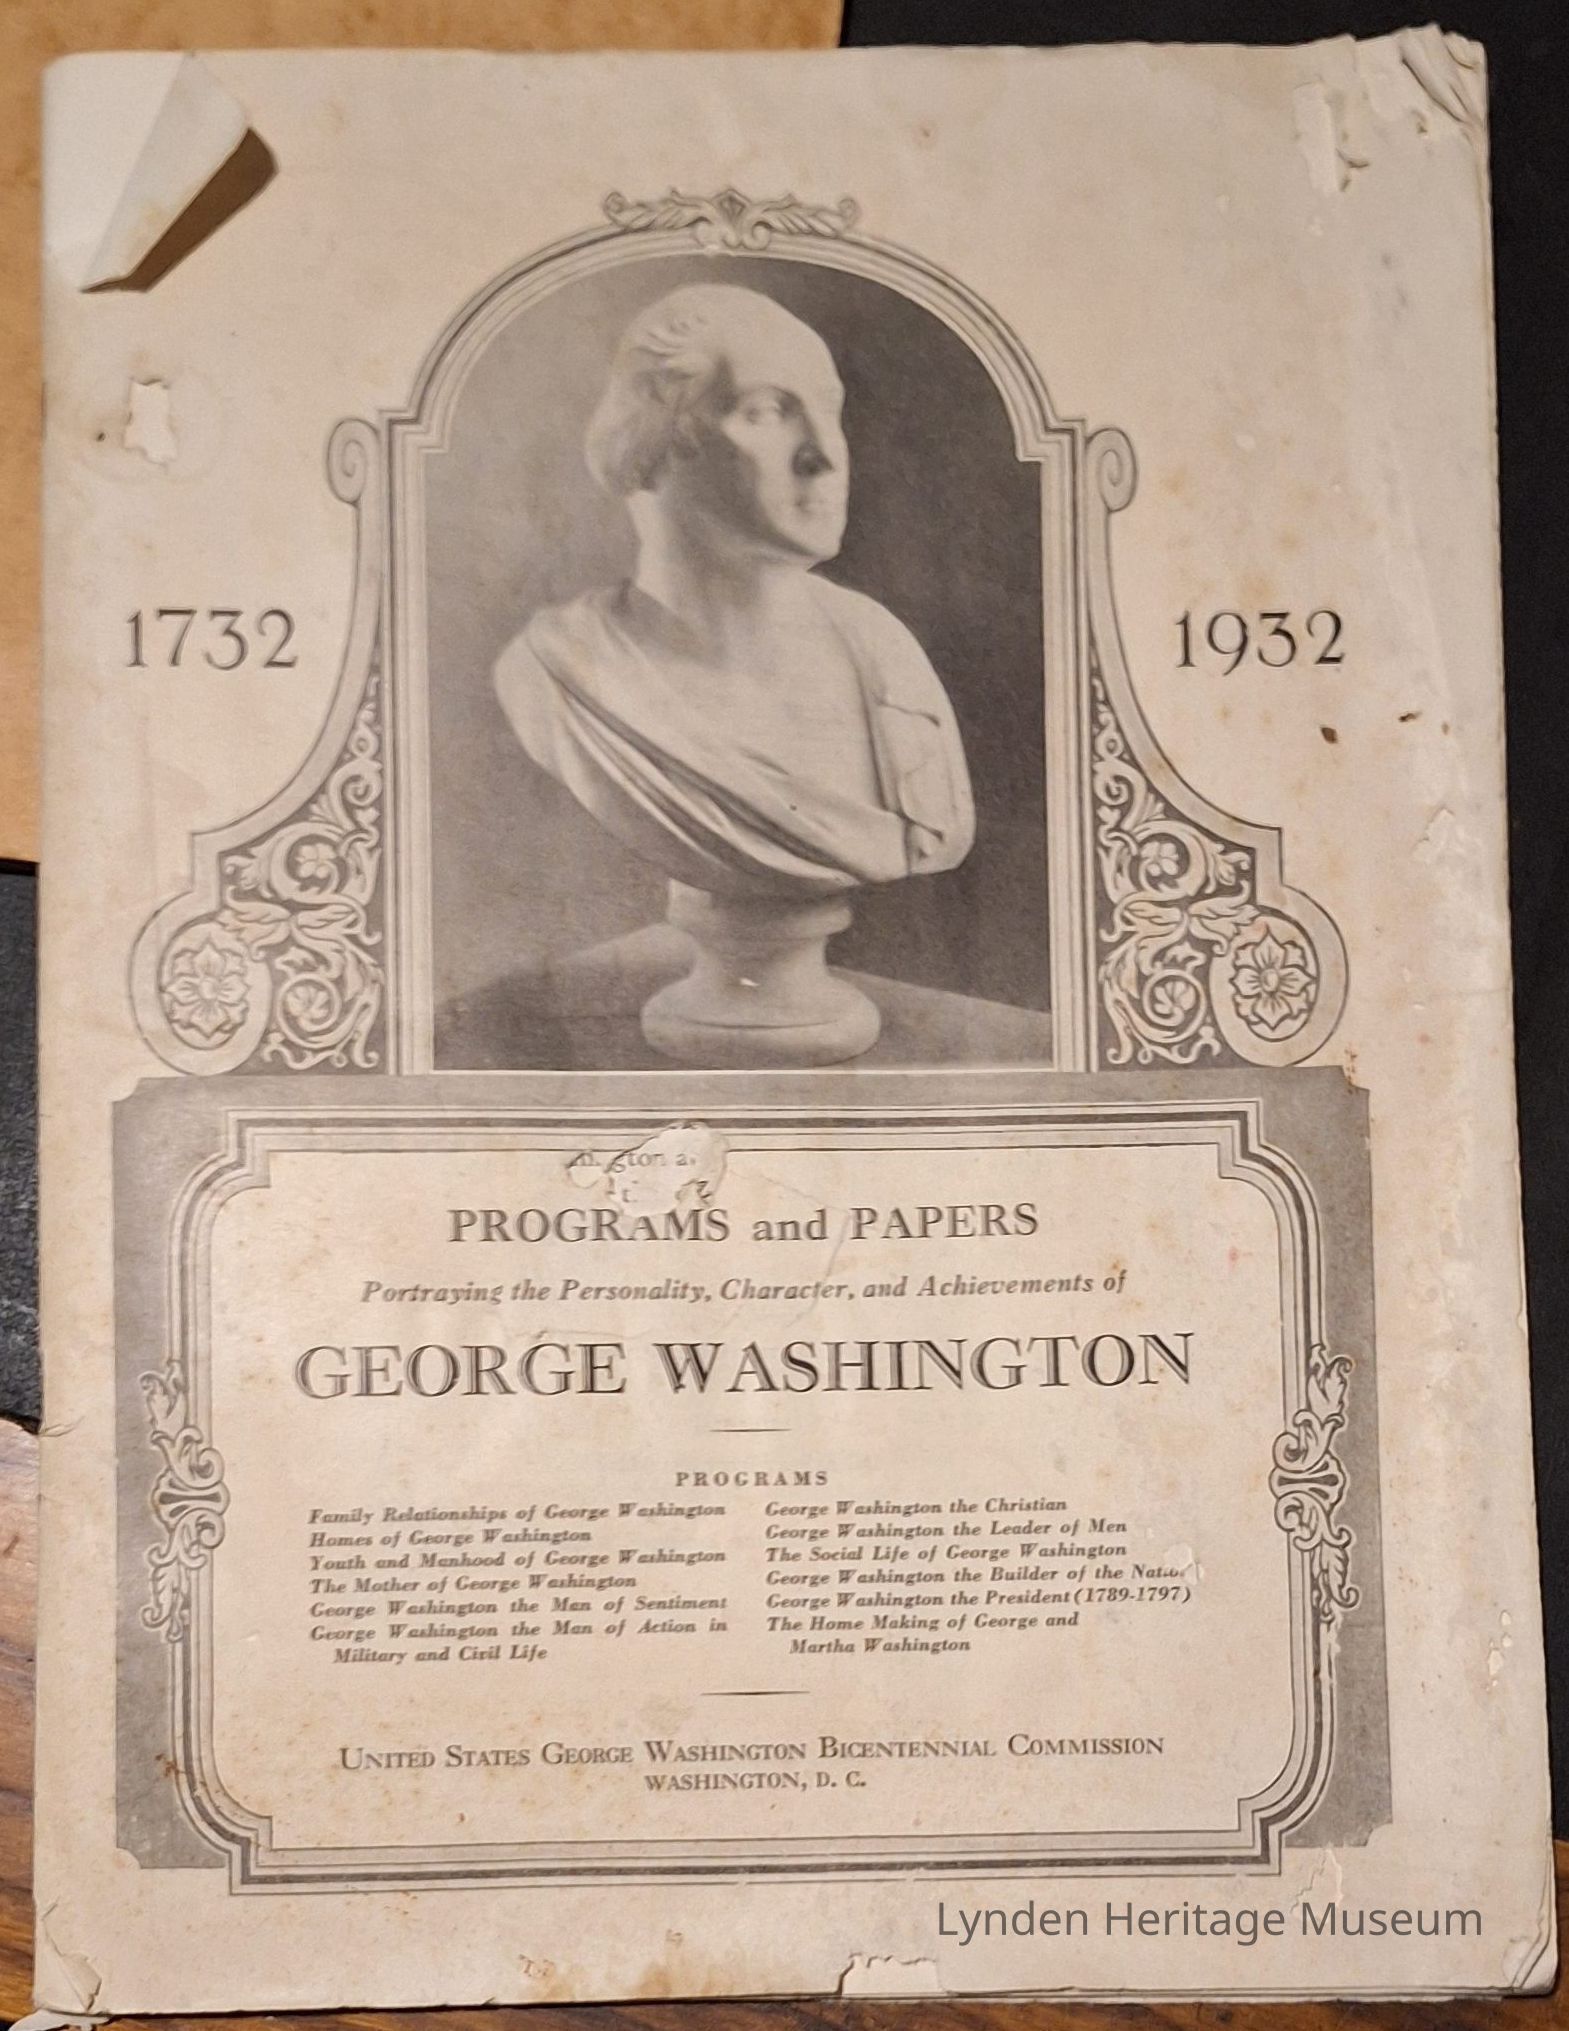 1732
1932
PROGRAMS and PAPERS
Portraying the Personality, Character, and Achievements of
GEORGE WASHINGTON
PROGRAMS
Family Relationships of George Washington
Homes of George Washington
Youth and Manhood of George Washington
The Mother of George Washington
George Washington the Man of Sentiment
George Washington the Man of Action in
Military and Civil Life
George Washington the Christian
George Washington the Leader of Men
The Social Life of George Washington
George Washington the Builder of the Nation
George Washington the President (1789-1797)
The Home Making of George and
Martha Washington
UNITED STATES GEORGE WASHINGTON BICENTENNIAL COMMISSION
WASHINGTON, D. C.
Lynden Heritage Museum